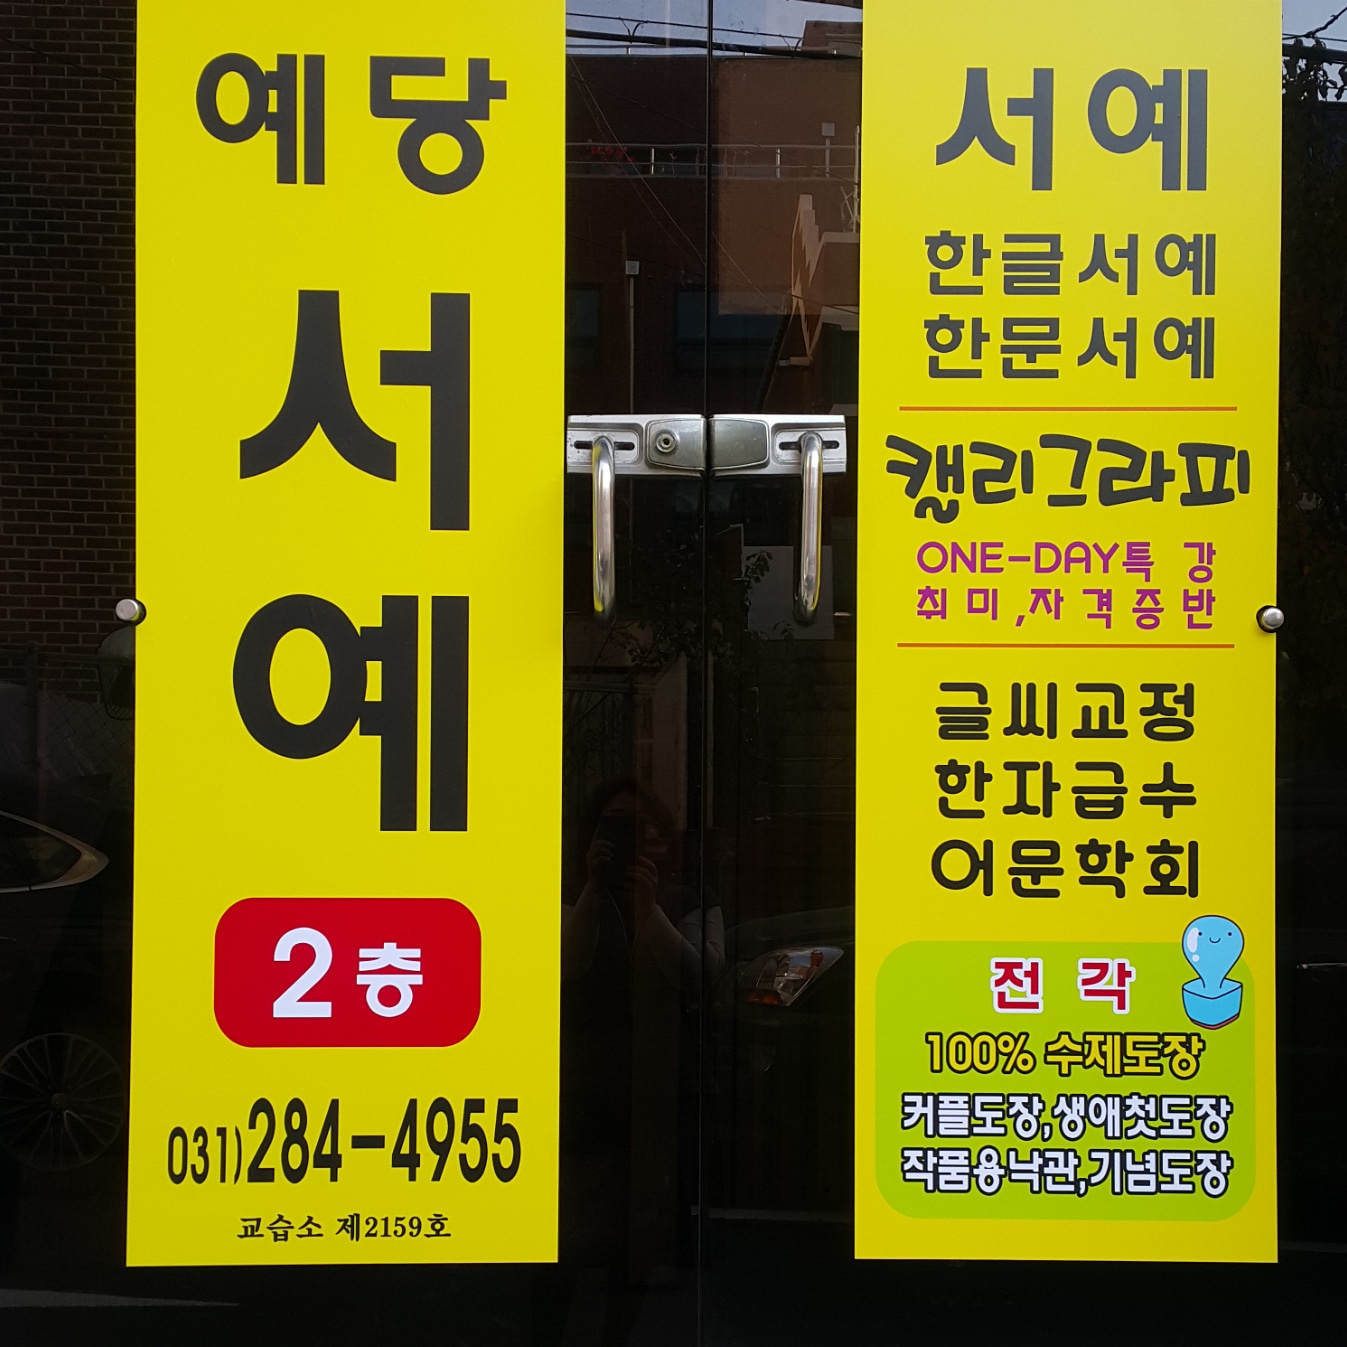 예당
서
예
2층
031)284-4955
교습소 제2159호
서예
한글서예
한문서예
캘리그라피
ONE-DAY특 강
취미,자격증반
글씨교정
한자급수
어문학회
전 각
100% 수제도장
커플도장,생애첫도장
작품용낙관,기념도장